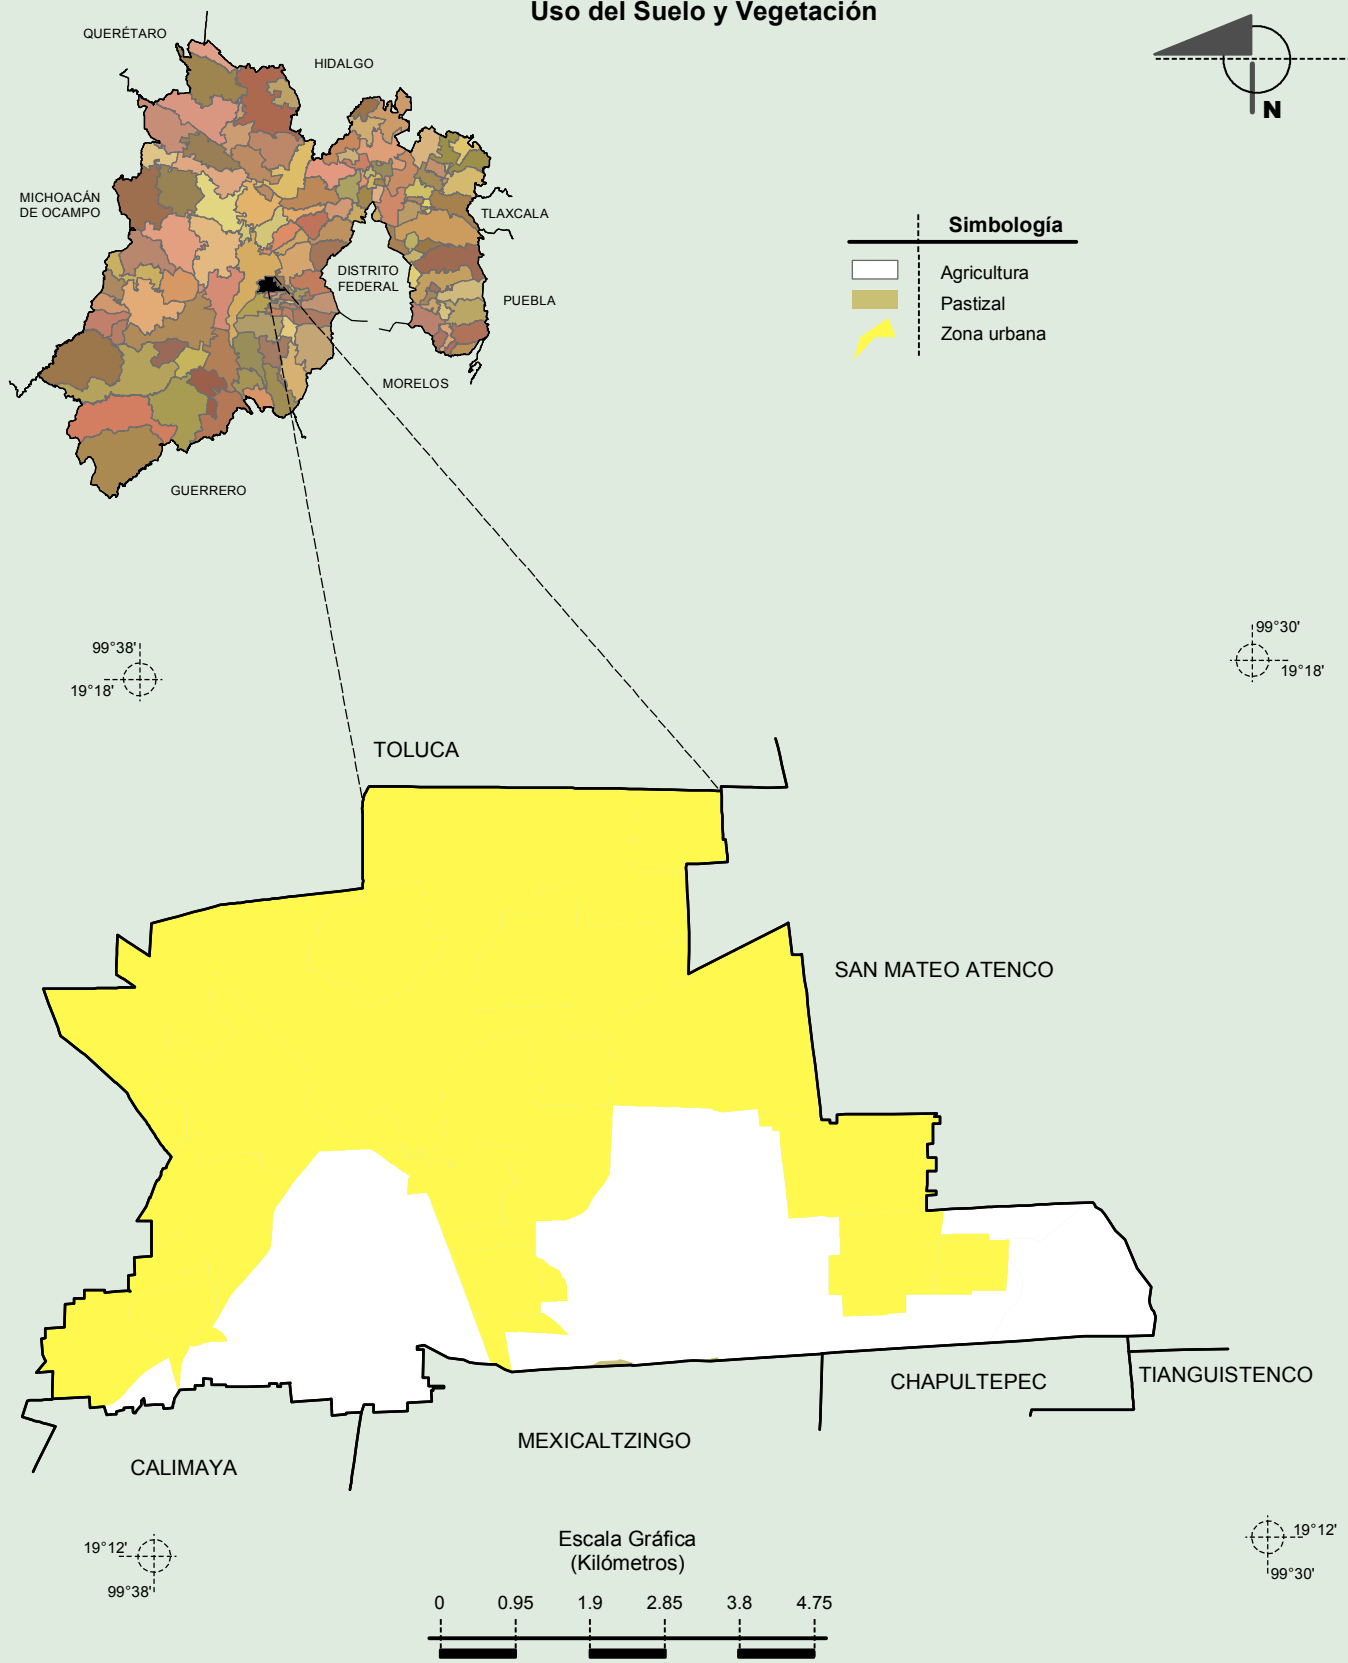 Uso del Suelo y Vegetación
QUERÉTARO
HIDALGO
N
MICHOACÁN
DE OCAMPO
TLAXCALA
DISTRITO
FEDERAL
PUEBLA
MORELOS
GUERRERO
Simbología
Agricultura
Pastizal
Zona urbana
99°38'
19°18'
99°30'
19°18'
TOLUCA
SAN MATEO ATENCO
CHAPULTEPEC
TIANGUISTENCO
MEXICALTZINGO
CALIMAYA
19°12'
99°38'
19°12'
99°30'
Escala Gráfica
(Kilómetros)
0 0.95 1.9 2.85 3.8 4.75